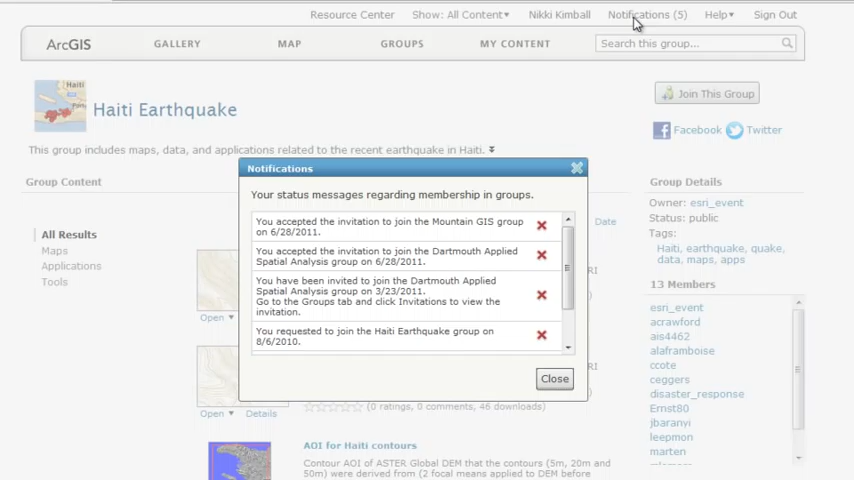 Resource Center Show: All Content▾ Nikki Kimball Notifications (5) Help▾ Sign Out
ArcGIS GALLERY MAP GROUPS MY CONTENT Search this group...
Haiti
Haiti Earthquake
Join This Group
Facebook Twitter
This group includes maps, data, and applications related to the recent earthquake in Haiti.
Group Content
All Results
Maps
Applications
Tools
Date
Open ▾
Open ▾ Details
(0 ratings, 0 comments, 46 downloads)
AOI for Haiti contours
Contour AOI of ASTER Global DEM that the contours (5m, 20m and
50m) were derived from (2 focal means applied to DEM before
Notifications
Your status messages regarding membership in groups.
You accepted the invitation to join the Mountain GIS group
on 6/28/2011.
You accepted the invitation to join the Dartmouth Applied
Spatial Analysis group on 6/28/2011.
You have been invited to join the Dartmouth Applied
Spatial Analysis group on 3/23/2011.
Go to the Groups tab and click Invitations to view the
invitation.
You requested to join the Haiti Earthquake group on
8/6/2010.
Close
Group Details
Owner: esri_event
Status: public
Tags:
Haiti, earthquake, quake,
data, maps, apps
13 Members
esri_event
acrawford
ais4462
alaframboise
ccote
ceggers
disaster_response
Ernst80
jbaranyi
leepmon
marten